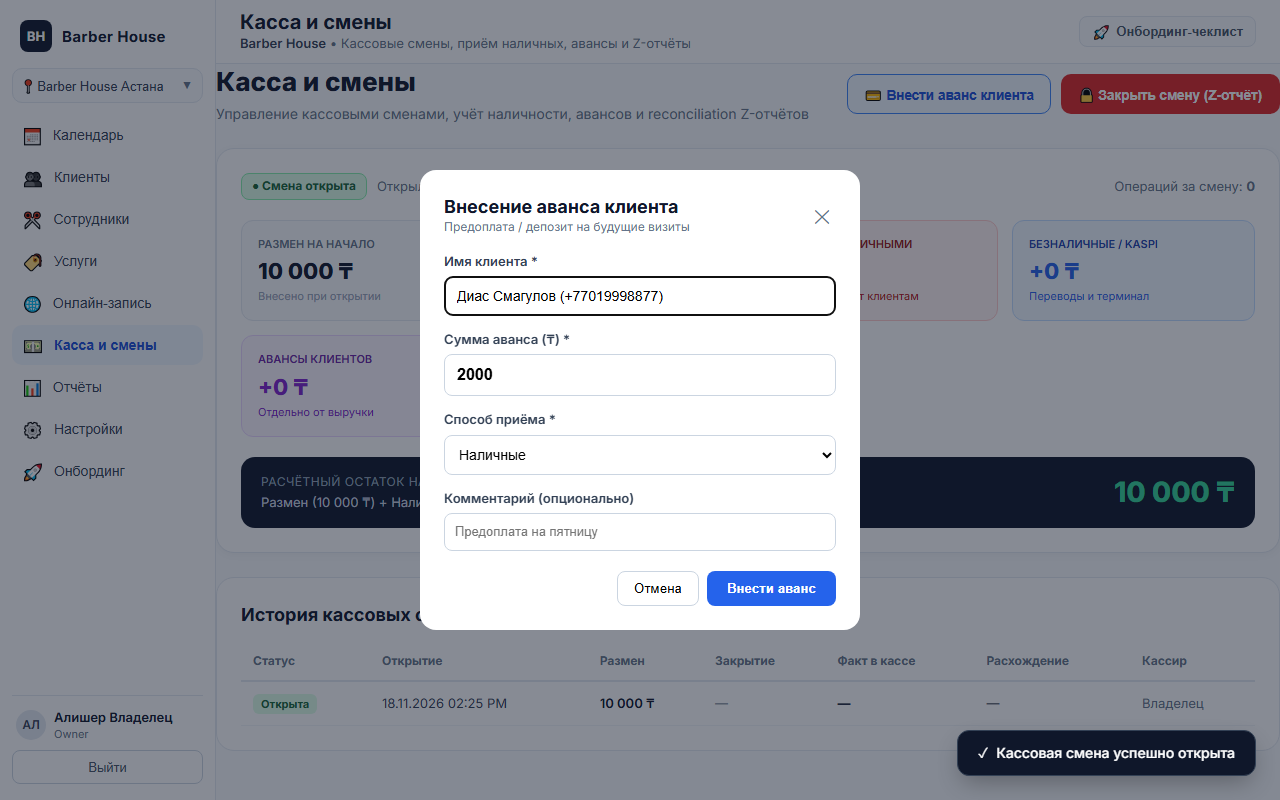 BH Barber House
Barber House Астана ▼
Календарь
Клиенты
Сотрудники
Услуги
Онлайн-запись
Касса и смены
Отчёты
Настройки
Онбординг
АЛ
Алишер Владелец
Owner
Выйти
Касса и смены
Barber House • Кассовые смены, приём наличных, авансы и Z-отчёты
Онбординг-чеклист
Касса и смены
Управление кассовыми сменами, учёт наличности, авансов и reconciliation Z-отчётов
Внести аванс клиента
Закрыть смену (Z-отчёт)
• Смена открыта
Операций за смену: 0
РАЗМЕН НА НАЧАЛО
10 000 ₸
Внесено при открытии
БЕЗНАЛИЧНЫЕ / KASPI
+0 ₸
Переводы и терминал
АВАНСЫ КЛИЕНТОВ
+0 ₸
Отдельно от выручки
РАСЧЁТНЫЙ ОСТАТОК
Размен (10 000 ₸) +
10 000 ₸
Внесение аванса клиента
Предоплата / депозит на будущие визиты
Имя клиента *
Диас Смагулов (+77019998877)
Сумма аванса (₸) *
2000
Способ приёма *
Наличные
Комментарий (опционально)
Предоплата на пятницу
Отмена
Внести аванс
История кассовых
Статус Открытие Размен Закрытие Факт в кассе Расхождение Кассир
Открыта 18.11.2026 02:25 PM 10 000 ₸ — — — Владелец
✓ Кассовая смена успешно открыта